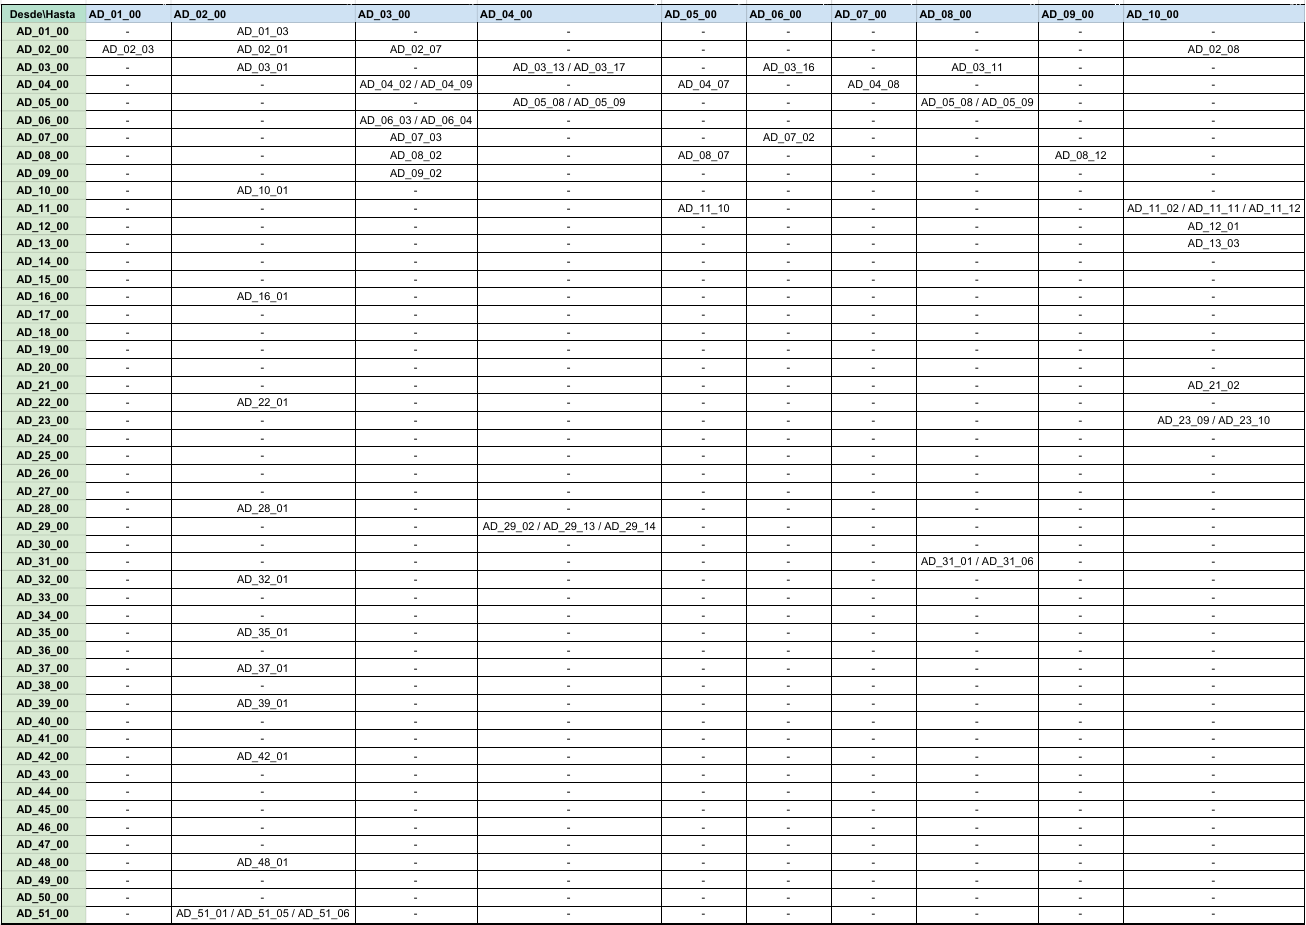 Desde\Hasta AD_01_00 AD_02_00 AD_03_00 AD_04_00 AD_05_00 AD_06_00 AD_07_00 AD_08_00 AD_09_00 AD_10_00
AD_01_00 - AD_01_03 - - - - - - - -
AD_02_00 AD_02_03 AD_02_01 AD_02_07 - - - - - - AD_02_08
AD_03_00 - AD_03_01 - AD_03_13 / AD_03_17 - AD_03_16 - AD_03_11 - -
AD_04_00 - - AD_04_02 / AD_04_09 - AD_04_07 - AD_04_08 - - -
AD_05_00 - - - AD_05_08 / AD_05_09 - - - AD_05_08 / AD_05_09 - -
AD_06_00 - - AD_06_03 / AD_06_04 - - - - - - -
AD_07_00 - - AD_07_03 - - AD_07_02 - - - -
AD_08_00 - - AD_08_02 - AD_08_07 - - - AD_08_12 -
AD_09_00 - - AD_09_02 - - - - - - -
AD_10_00 - AD_10_01 - - - - - - - -
AD_11_00 - - - - AD_11_10 - - - - AD_11_02 / AD_11_11 / AD_11_12
AD_12_00 - - - - - - - - - AD_12_01
AD_13_00 - - - - - - - - - AD_13_03
AD_14_00 - - - - - - - - - -
AD_15_00 - - - - - - - - - -
AD_16_00 - AD_16_01 - - - - - - - -
AD_17_00 - - - - - - - - - -
AD_18_00 - - - - - - - - - -
AD_19_00 - - - - - - - - - -
AD_20_00 - - - - - - - - - -
AD_21_00 - - - - - - - - - AD_21_02
AD_22_00 - AD_22_01 - - - - - - - -
AD_23_00 - - - - - - - - - AD_23_09 / AD_23_10
AD_24_00 - - - - - - - - - -
AD_25_00 - - - - - - - - - -
AD_26_00 - - - - - - - - - -
AD_27_00 - - - - - - - - - -
AD_28_00 - AD_28_01 - - - - - - - -
AD_29_00 - - - AD_29_02 / AD_29_13 / AD_29_14 - - - - - -
AD_30_00 - - - - - - - - - -
AD_31_00 - - - - - - - AD_31_01 / AD_31_06 - -
AD_32_00 - AD_32_01 - - - - - - - -
AD_33_00 - - - - - - - - - -
AD_34_00 - - - - - - - - - -
AD_35_00 - AD_35_01 - - - - - - - -
AD_36_00 - - - - - - - - - -
AD_37_00 - AD_37_01 - - - - - - - -
AD_38_00 - - - - - - - - - -
AD_39_00 - AD_39_01 - - - - - - - -
AD_40_00 - - - - - - - - - -
AD_41_00 - - - - - - - - - -
AD_42_00 - AD_42_01 - - - - - - - -
AD_43_00 - - - - - - - - - -
AD_44_00 - - - - - - - - - -
AD_45_00 - - - - - - - - - -
AD_46_00 - - - - - - - - - -
AD_47_00 - - - - - - - - - -
AD_48_00 - AD_48_01 - - - - - - - -
AD_49_00 - - - - - - - - - -
AD_50_00 - - - - - - - - - -
AD_51_00 - AD_51_01 / AD_51_05 / AD_51_06 - - - - - - - -